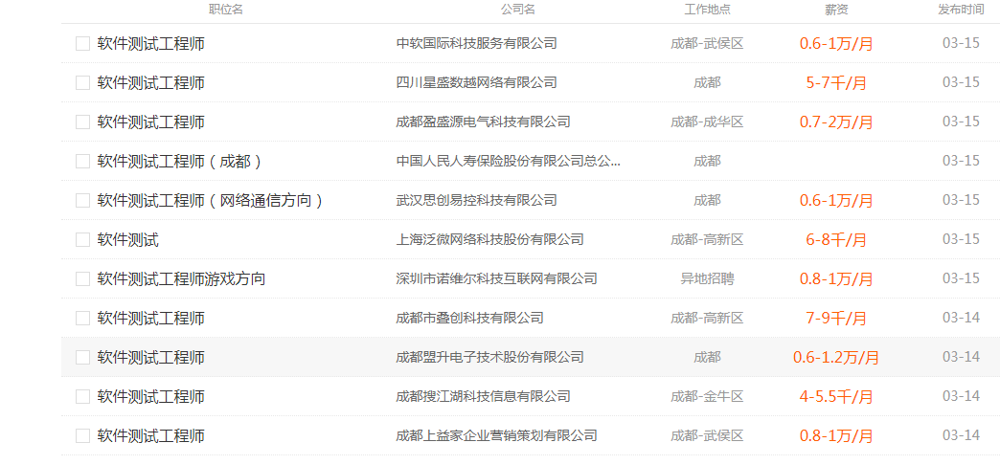 职位名 公司名 工作地点 薪资 发布时间
软件测试工程师 中软国际科技服务有限公司 成都-武侯区 0.6-1万/月 03-15
软件测试工程师 四川星盛数越网络有限公司 成都 5-7千/月 03-15
软件测试工程师 成都盈盛源电气科技有限公司 成都-成华区 0.7-2万/月 03-15
软件测试工程师（成都） 中国人民人寿保险股份有限公司总公... 成都 03-15
软件测试工程师（网络通信方向） 武汉思创易控科技有限公司 成都 0.6-1万/月 03-15
软件测试 上海泛微网络科技股份有限公司 成都-高新区 6-8千/月 03-15
软件测试工程师游戏方向 深圳市诺维尔科技互联网有限公司 异地招聘 0.8-1万/月 03-15
软件测试工程师 成都市叠创科技有限公司 成都-高新区 7-9千/月 03-14
软件测试工程师 成都盟升电子技术股份有限公司 成都 0.6-1.2万/月 03-14
软件测试工程师 成都搜江湖科技信息有限公司 成都-金牛区 4-5.5千/月 03-14
软件测试工程师 成都上益家企业营销策划有限公司 成都-武侯区 0.8-1万/月 03-14